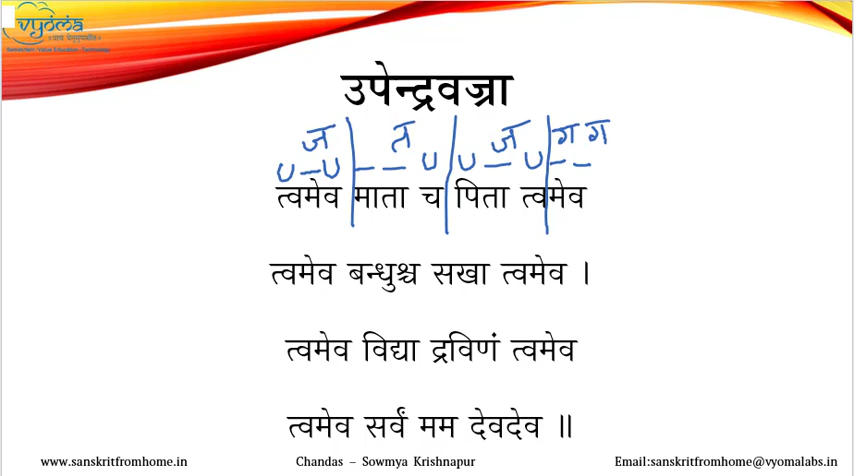 vyoma
उपेन्द्रवज्रा
ज त ज ग ग
∪ — ∪ — — ∪ ∪ — ∪ — —
त्वमेव माता च पिता त्वमेव
त्वमेव बन्धुश्च सखा त्वमेव ।
त्वमेव विद्या द्रविणं त्वमेव
त्वमेव सर्वं मम देवदेव ॥
www.sanskritfromhome.in Chandas – Sowmya Krishnapur Email:sanskritfromhome@vyomalabs.in